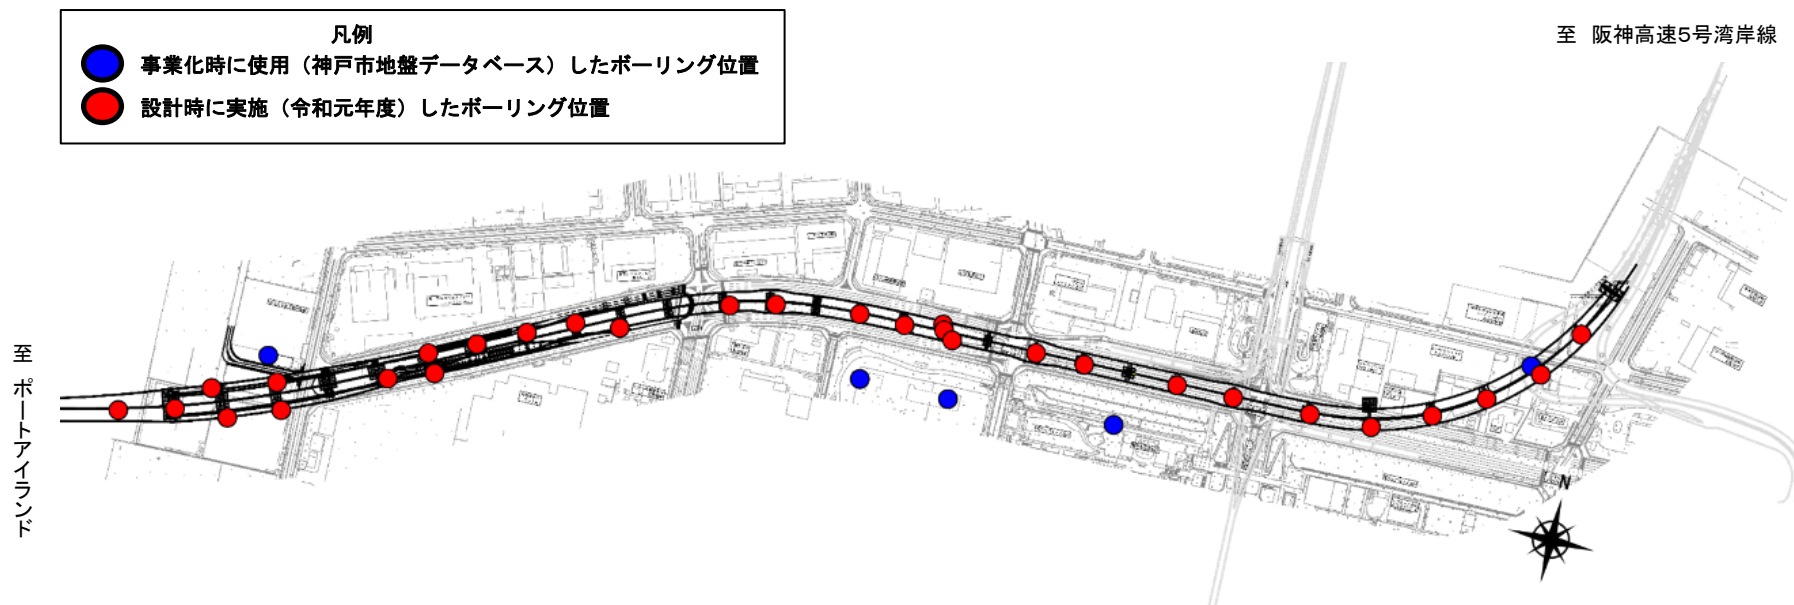 凡例
事業化時に使用（神戸市地盤データベース）したボーリング位置
設計時に実施（令和元年度）したボーリング位置
至 阪神高速5号湾岸線
至 ポートアイランド
N